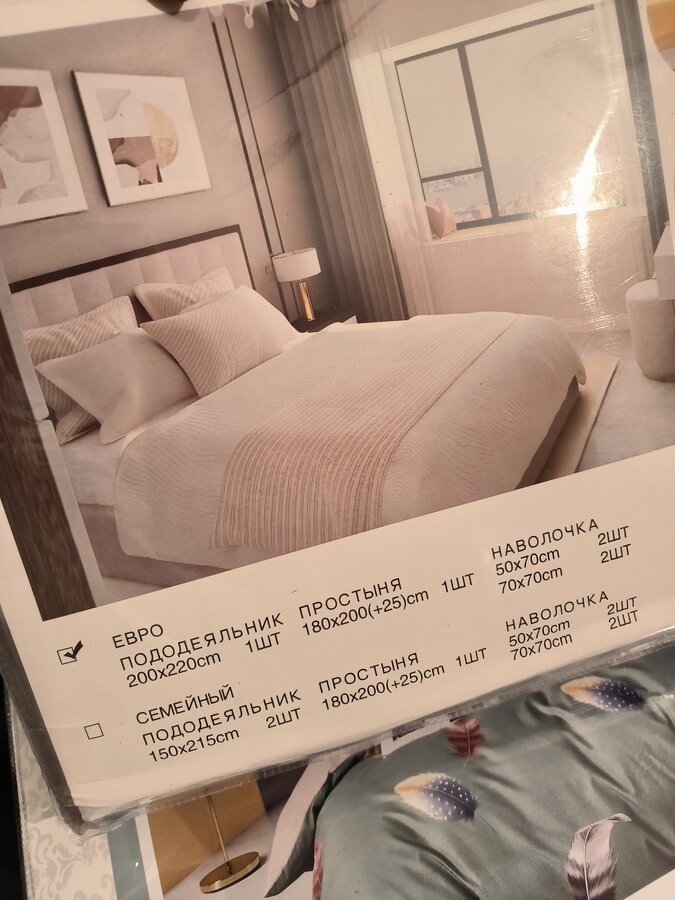 ЕВРО
ПОДОДЕЯЛЬНИК ПРОСТЫНЯ НАВОЛОЧКА
200x220cm 1ШТ 180x200(+25)cm 1ШТ 50x70cm 2ШТ
70x70cm 2ШТ
СЕМЕЙНЫЙ
ПОДОДЕЯЛЬНИК ПРОСТЫНЯ НАВОЛОЧКА
150x215cm 2ШТ 180x200(+25)cm 1ШТ 50x70cm 2ШТ
70x70cm 2ШТ